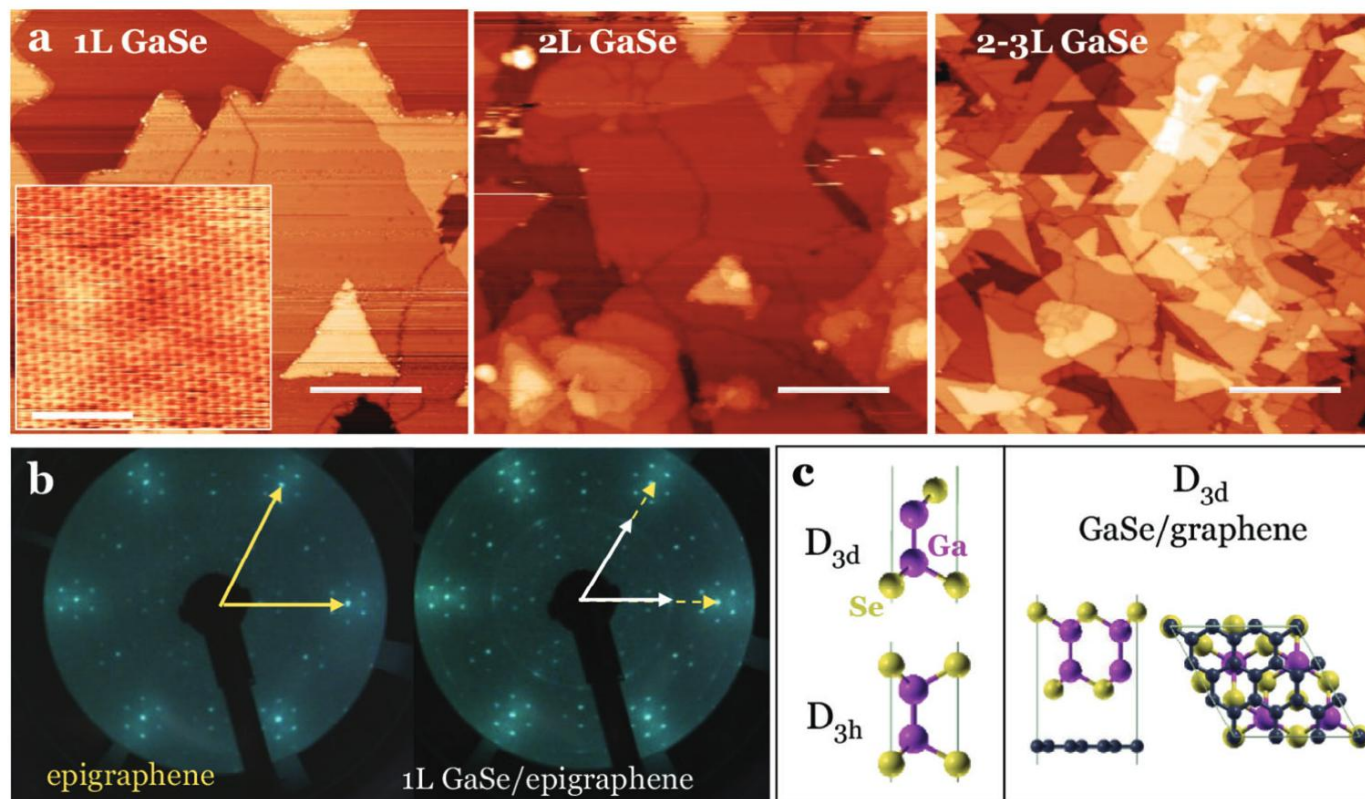 a 1L GaSe 2L GaSe 2-3L GaSe
b
epigraphene 1L GaSe/epigraphene
c
D3d
Ga
Se
D3h
D3d
GaSe/graphene